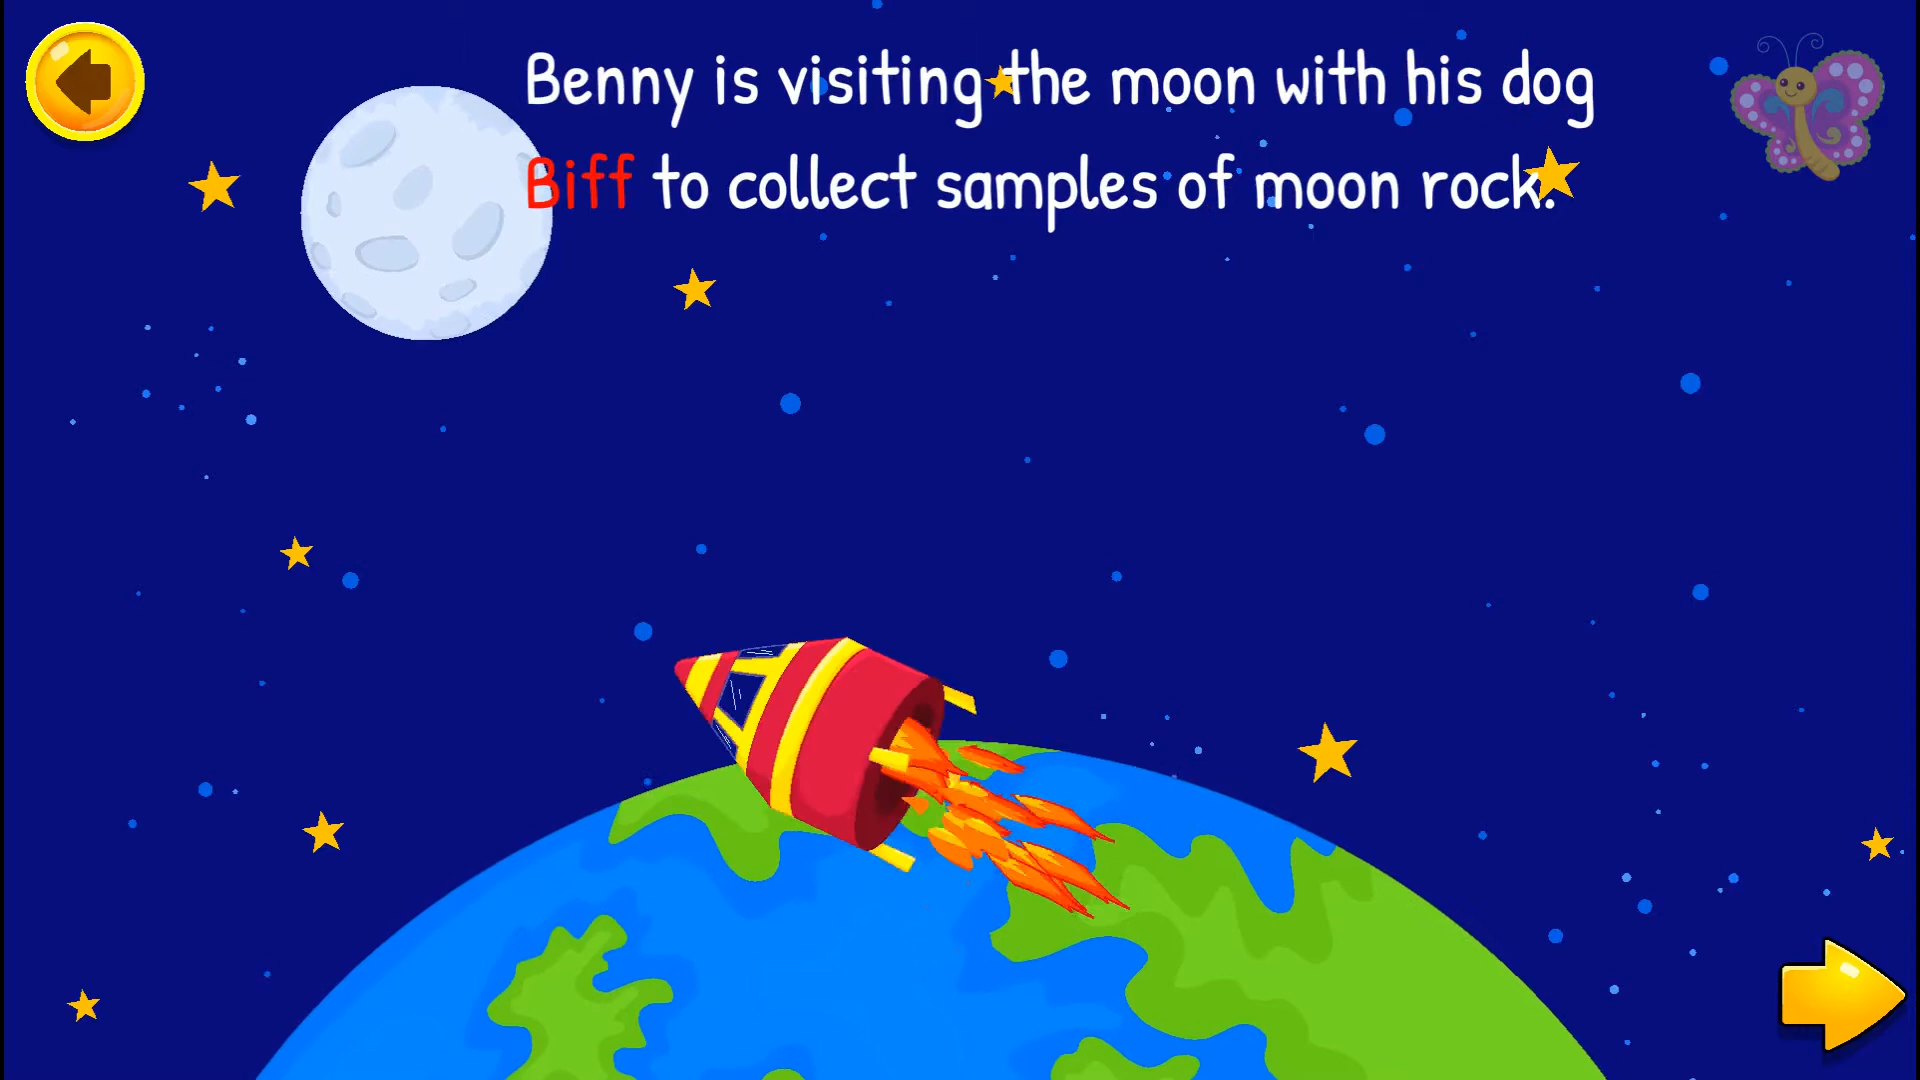 Benny is visiting the moon with his dog
Biff to collect samples of moon rock.